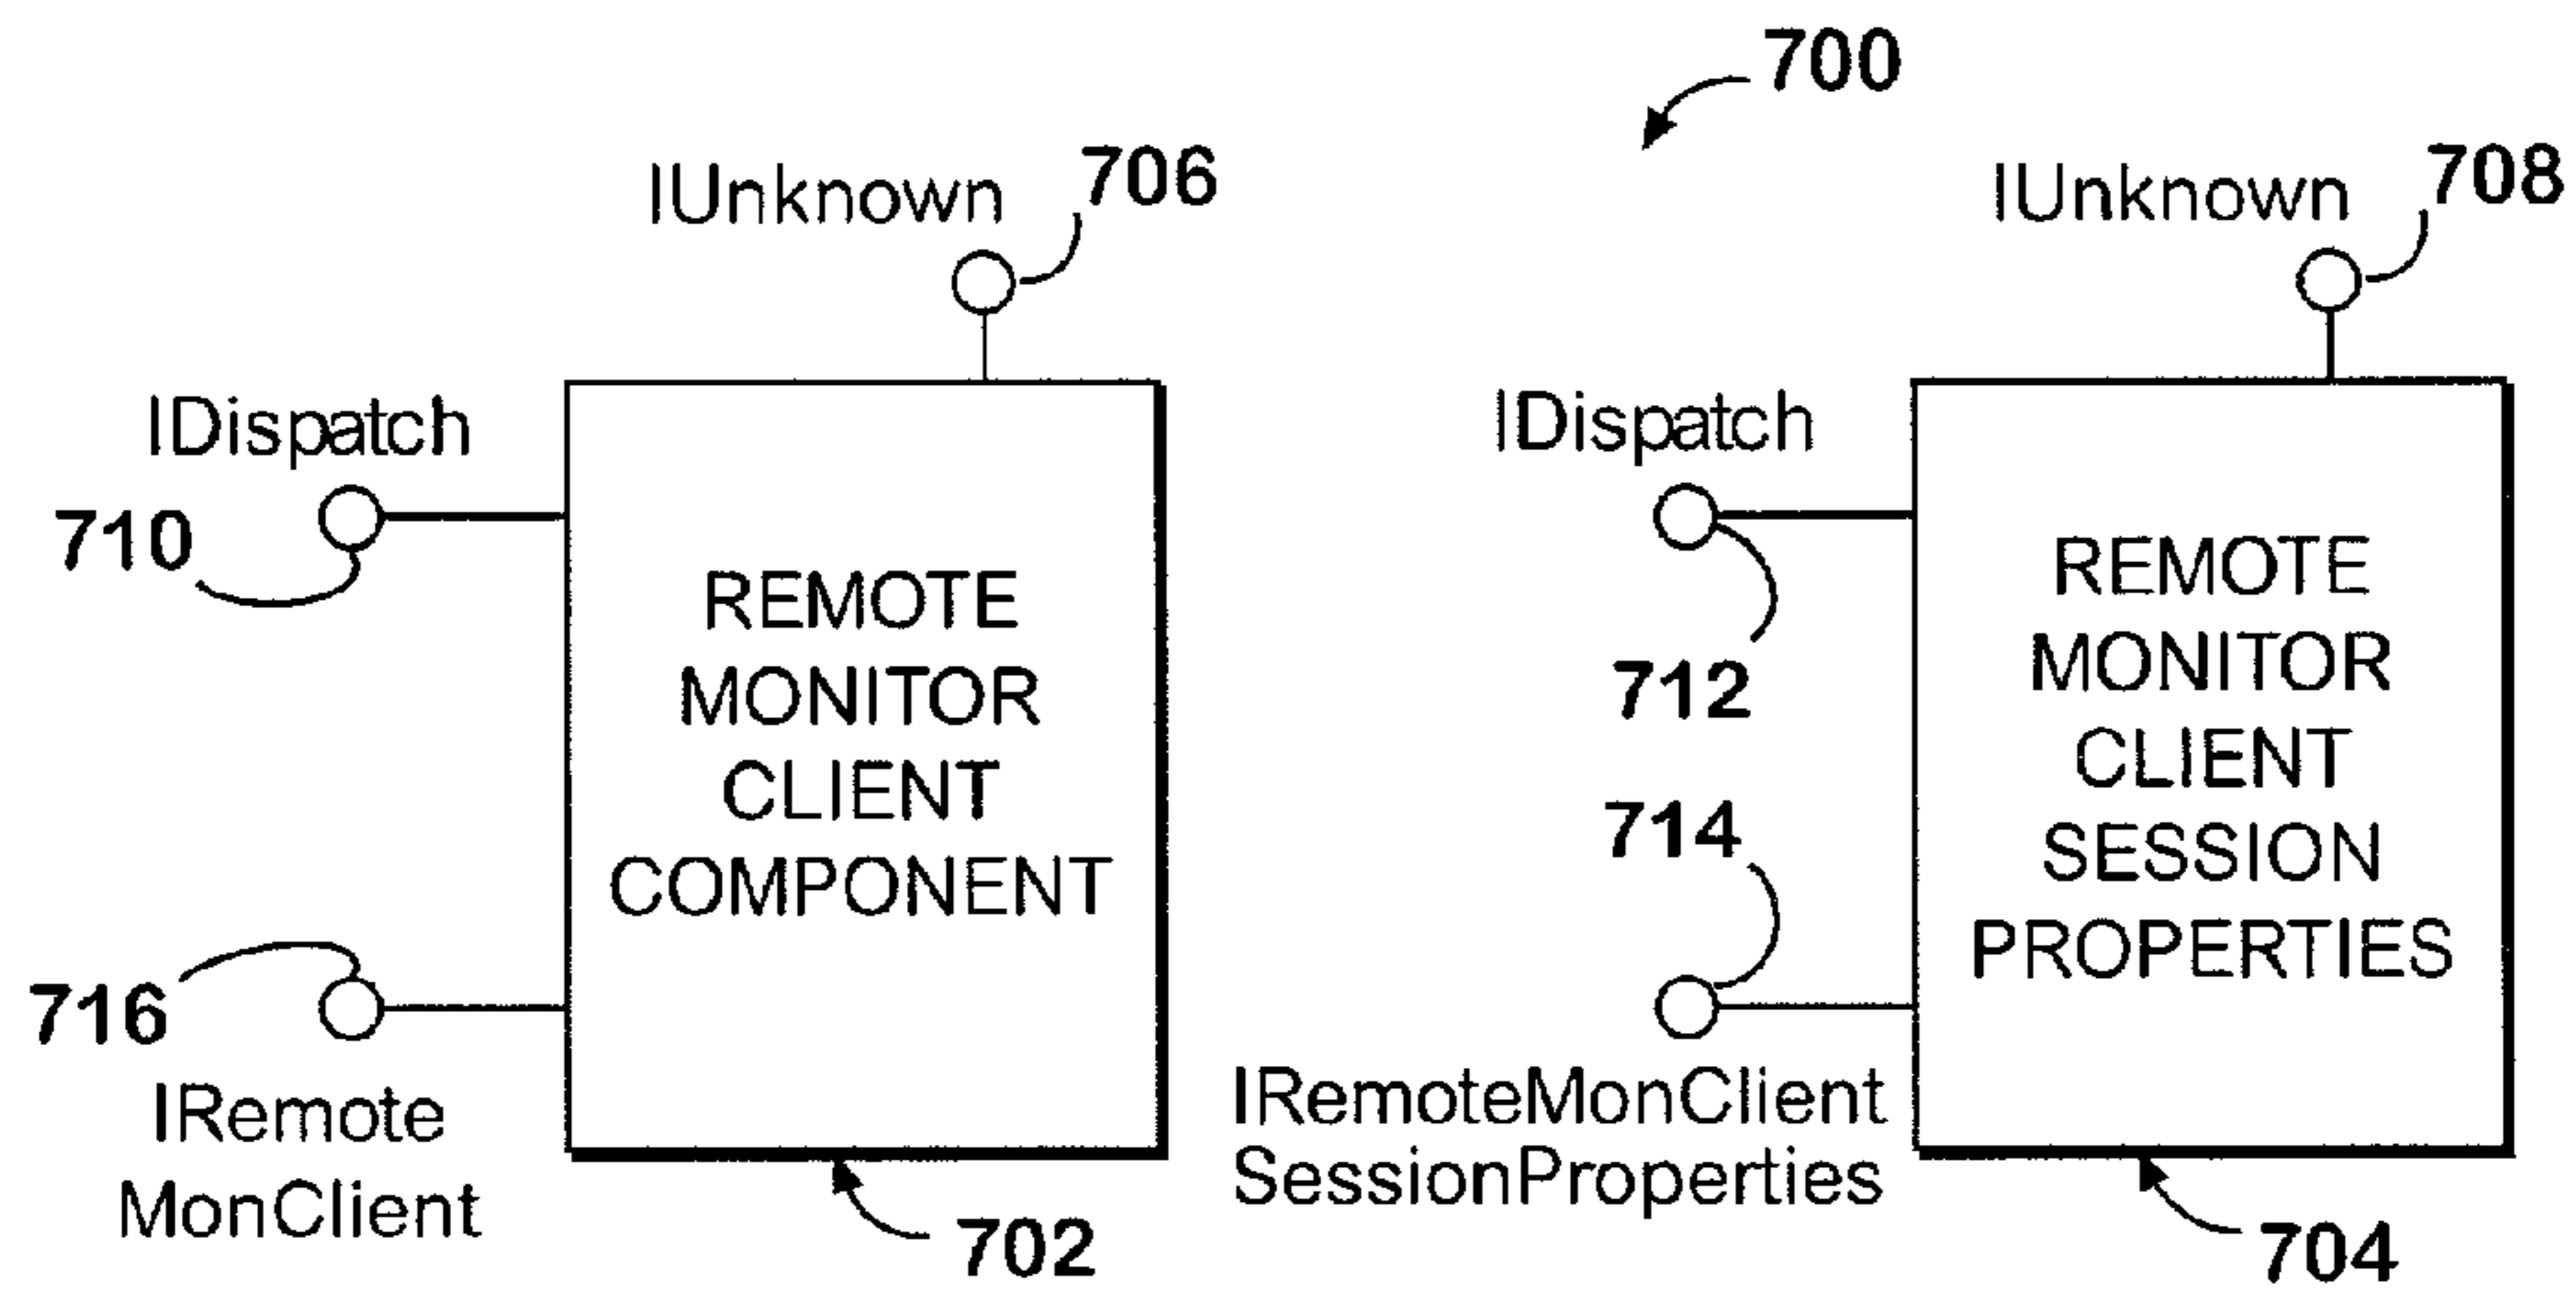 700
IUnknown
706
IDispatch
710
REMOTE
MONITOR
CLIENT
COMPONENT
716
IRemote
MonClient
702
IUnknown
708
IDispatch
712
REMOTE
MONITOR
CLIENT
SESSION
PROPERTIES
714
IRemoteMonClient
SessionProperties
704